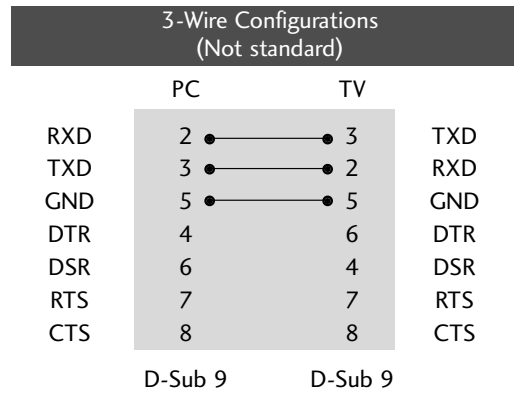 3-Wire Configurations
(Not standard)
PC TV
RXD 2 3 TXD
TXD 3 2 RXD
GND 5 5 GND
DTR 4 6 DTR
DSR 6 4 DSR
RTS 7 7 RTS
CTS 8 8 CTS
D-Sub 9 D-Sub 9